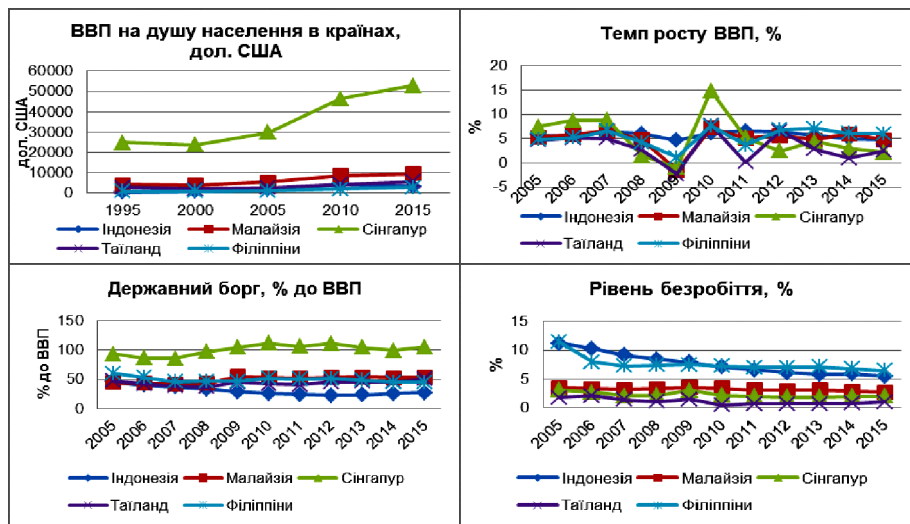 ВВП на душу населення в країнах,
дол. США
дол. США
60000
50000
40000
30000
20000
10000
0
1995 2000 2005 2010 2015
Індонезія Малайзія Сінгапур
Таїланд Філіппіни
Темп росту ВВП, %
%
20
15
10
5
0
-5
2005 2006 2007 2008 2009 2010 2011 2012 2013 2014 2015
Індонезія Малайзія Сінгапур
Таїланд Філіппіни
Державний борг, % до ВВП
% до ВВП
150
100
50
0
2005 2006 2007 2008 2009 2010 2011 2012 2013 2014 2015
Індонезія Малайзія Сінгапур
Таїланд Філіппіни
Рівень безробіття, %
%
15
10
5
0
2005 2006 2007 2008 2009 2010 2011 2012 2013 2014 2015
Індонезія Малайзія Сінгапур
Таїланд Філіппіни